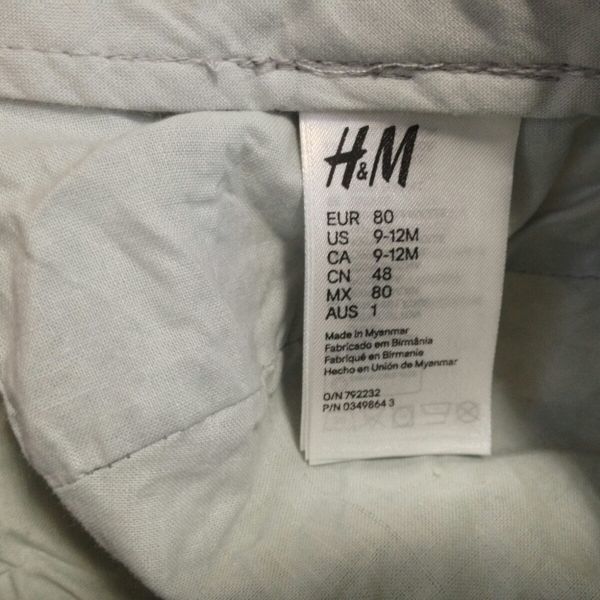 H&M
EUR 80
US 9-12M
CA 9-12M
CN 48
MX 80
AUS 1
Made in Myanmar
Fabricado em Birmânia
Fabriqué en Birmanie
Hecho en Unión de Myanmar
O/N 792232
P/N 0349864 3